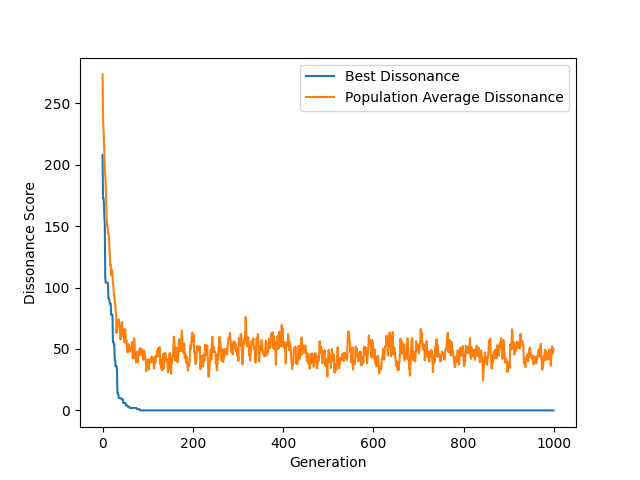 Best Dissonance
Population Average Dissonance
Dissonance Score
250
200
150
100
50
0
0 200 400 600 800 1000
Generation